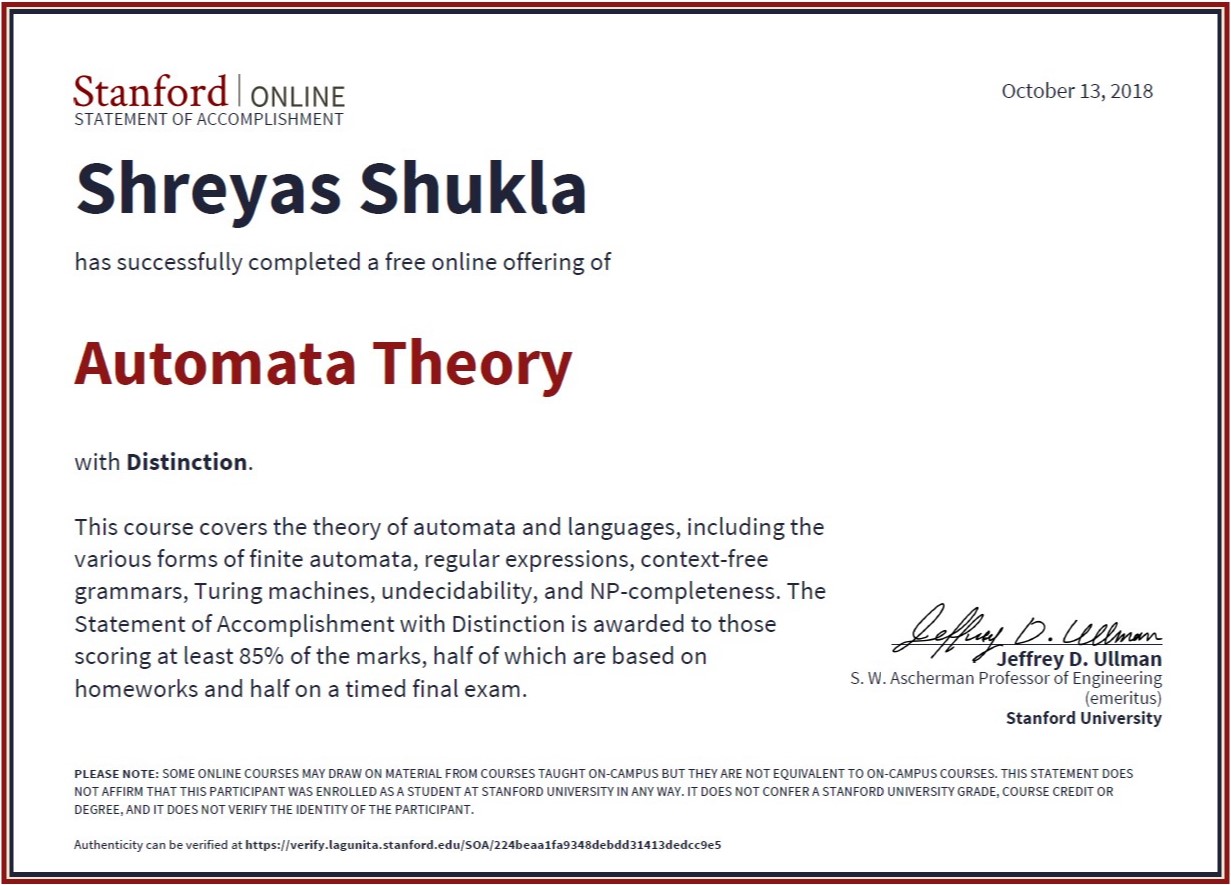 Stanford | ONLINE
October 13, 2018
STATEMENT OF ACCOMPLISHMENT
Shreyas Shukla
has successfully completed a free online offering of
Automata Theory
with Distinction.
This course covers the theory of automata and languages, including the
various forms of finite automata, regular expressions, context-free
grammars, Turing machines, undecidability, and NP-completeness. The
Statement of Accomplishment with Distinction is awarded to those
scoring at least 85% of the marks, half of which are based on
homeworks and half on a timed final exam.
Jeffrey D. Ullman
Jeffrey D. Ullman
S. W. Ascherman Professor of Engineering
(emeritus)
Stanford University
PLEASE NOTE: SOME ONLINE COURSES MAY DRAW ON MATERIAL FROM COURSES TAUGHT ON-CAMPUS BUT THEY ARE NOT EQUIVALENT TO ON-CAMPUS COURSES. THIS STATEMENT DOES
NOT AFFIRM THAT THIS PARTICIPANT WAS ENROLLED AS A STUDENT AT STANFORD UNIVERSITY IN ANY WAY. IT DOES NOT CONFER A STANFORD UNIVERSITY GRADE, COURSE CREDIT OR
DEGREE, AND IT DOES NOT VERIFY THE IDENTITY OF THE PARTICIPANT.
Authenticity can be verified at https://verify.lagunita.stanford.edu/SOA/224beaa1fa9348debdd31413dedcc9e5